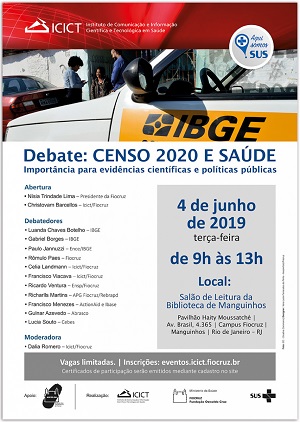 ICICT
Instituto de Comunicação e Informação
Científica e Tecnológica em Saúde
Aqui
somos
SUS
IBGE
Debate: CENSO 2020 E SAÚDE
Importância para evidências científicas e políticas públicas
Abertura
• Nísia Trindade Lima – Presidente da Fiocruz
• Christovam Barcellos – Icict/Fiocruz
Debatedores
• Luanda Chaves Botelho – IBGE
• Gabriel Borges – IBGE
• Paulo Jannuzzi – Ence/IBGE
• Rômulo Paes – Fiocruz
• Celia Landmann – Icict/Fiocruz
• Francisco Viacava – Icict/Fiocruz
• Ricardo Ventura – Ensp/Fiocruz
• Richarlls Martins – APG Fiocruz/Rebrapd
• Francisco Menezes – ActionAid e Ibase
• Gulnar Azevedo – Abrasco
• Lucia Souto – Cebes
Moderadora
• Dalia Romero – Icict/Fiocruz
4 de junho
de 2019
terça-feira
de 9h às 13h
Local:
Salão de Leitura da
Biblioteca de Manguinhos
Pavilhão Haity Moussatché |
Av. Brasil, 4.365 | Campus Fiocruz |
Manguinhos | Rio de Janeiro – RJ
Vagas limitadas. | Inscrições: eventos.icict.fiocruz.br
Certificados de participação serão emitidos mediante cadastro no site
Apoio:
Realização:
ICICT
Ministério da Saúde
FIOCRUZ
Fundação Oswaldo Cruz
SUS